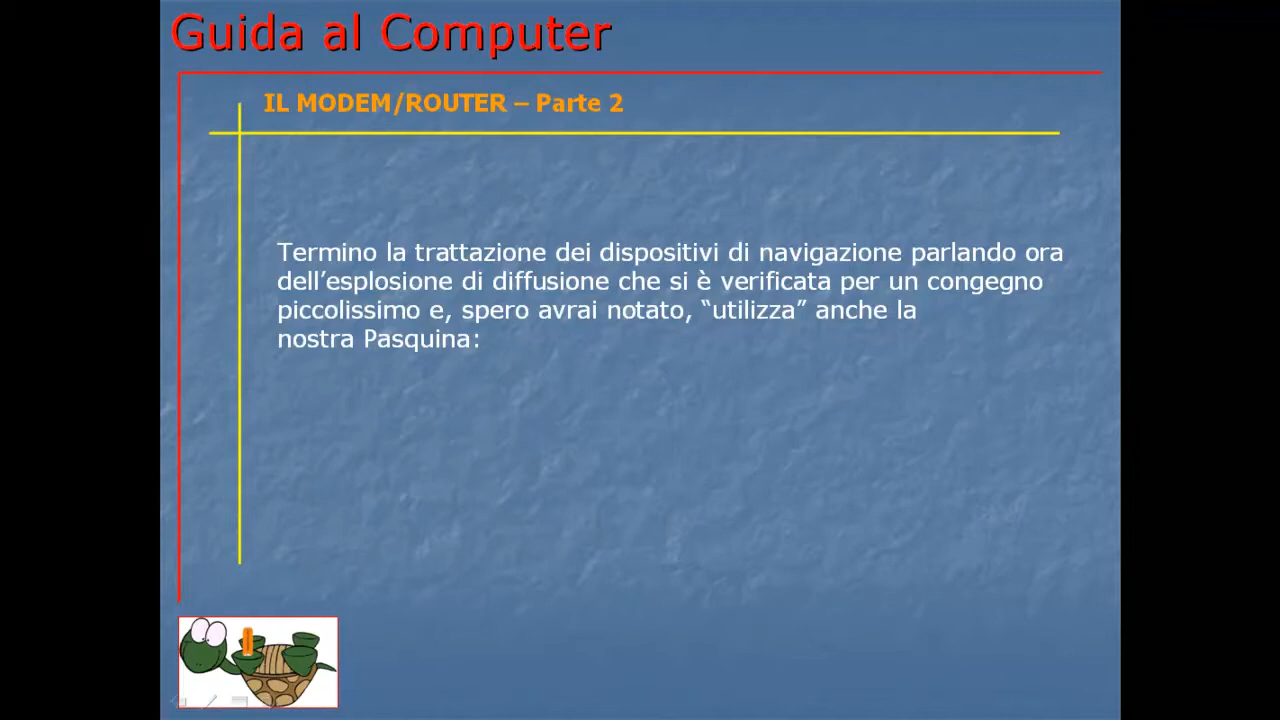 Guida al Computer
IL MODEM/ROUTER – Parte 2
Termino la trattazione dei dispositivi di navigazione parlando ora
dell’esplosione di diffusione che si è verificata per un congegno
piccolissimo e, spero avrai notato, “utilizza” anche la
nostra Pasquina: